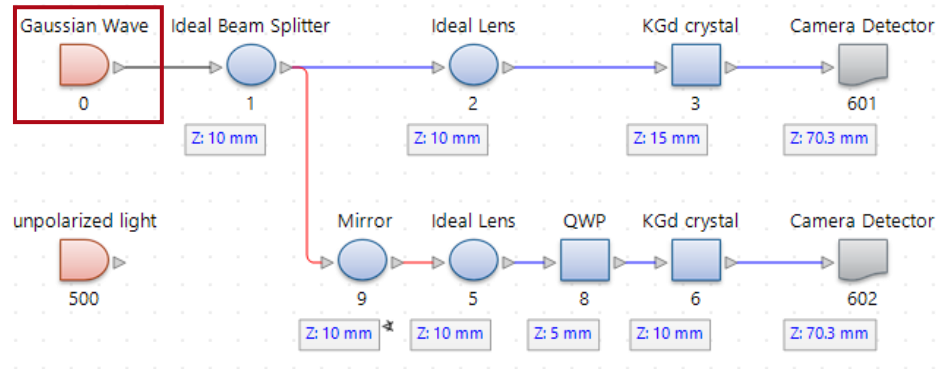 Gaussian Wave Ideal Beam Splitter Ideal Lens KGd crystal Camera Detector
0 1 2 3 601
Z: 10 mm Z: 10 mm Z: 15 mm Z: 70.3 mm
unpolarized light Mirror Ideal Lens QWP KGd crystal Camera Detector
500 9 5 8 6 602
Z: 10 mm Z: 10 mm Z: 5 mm Z: 10 mm Z: 70.3 mm